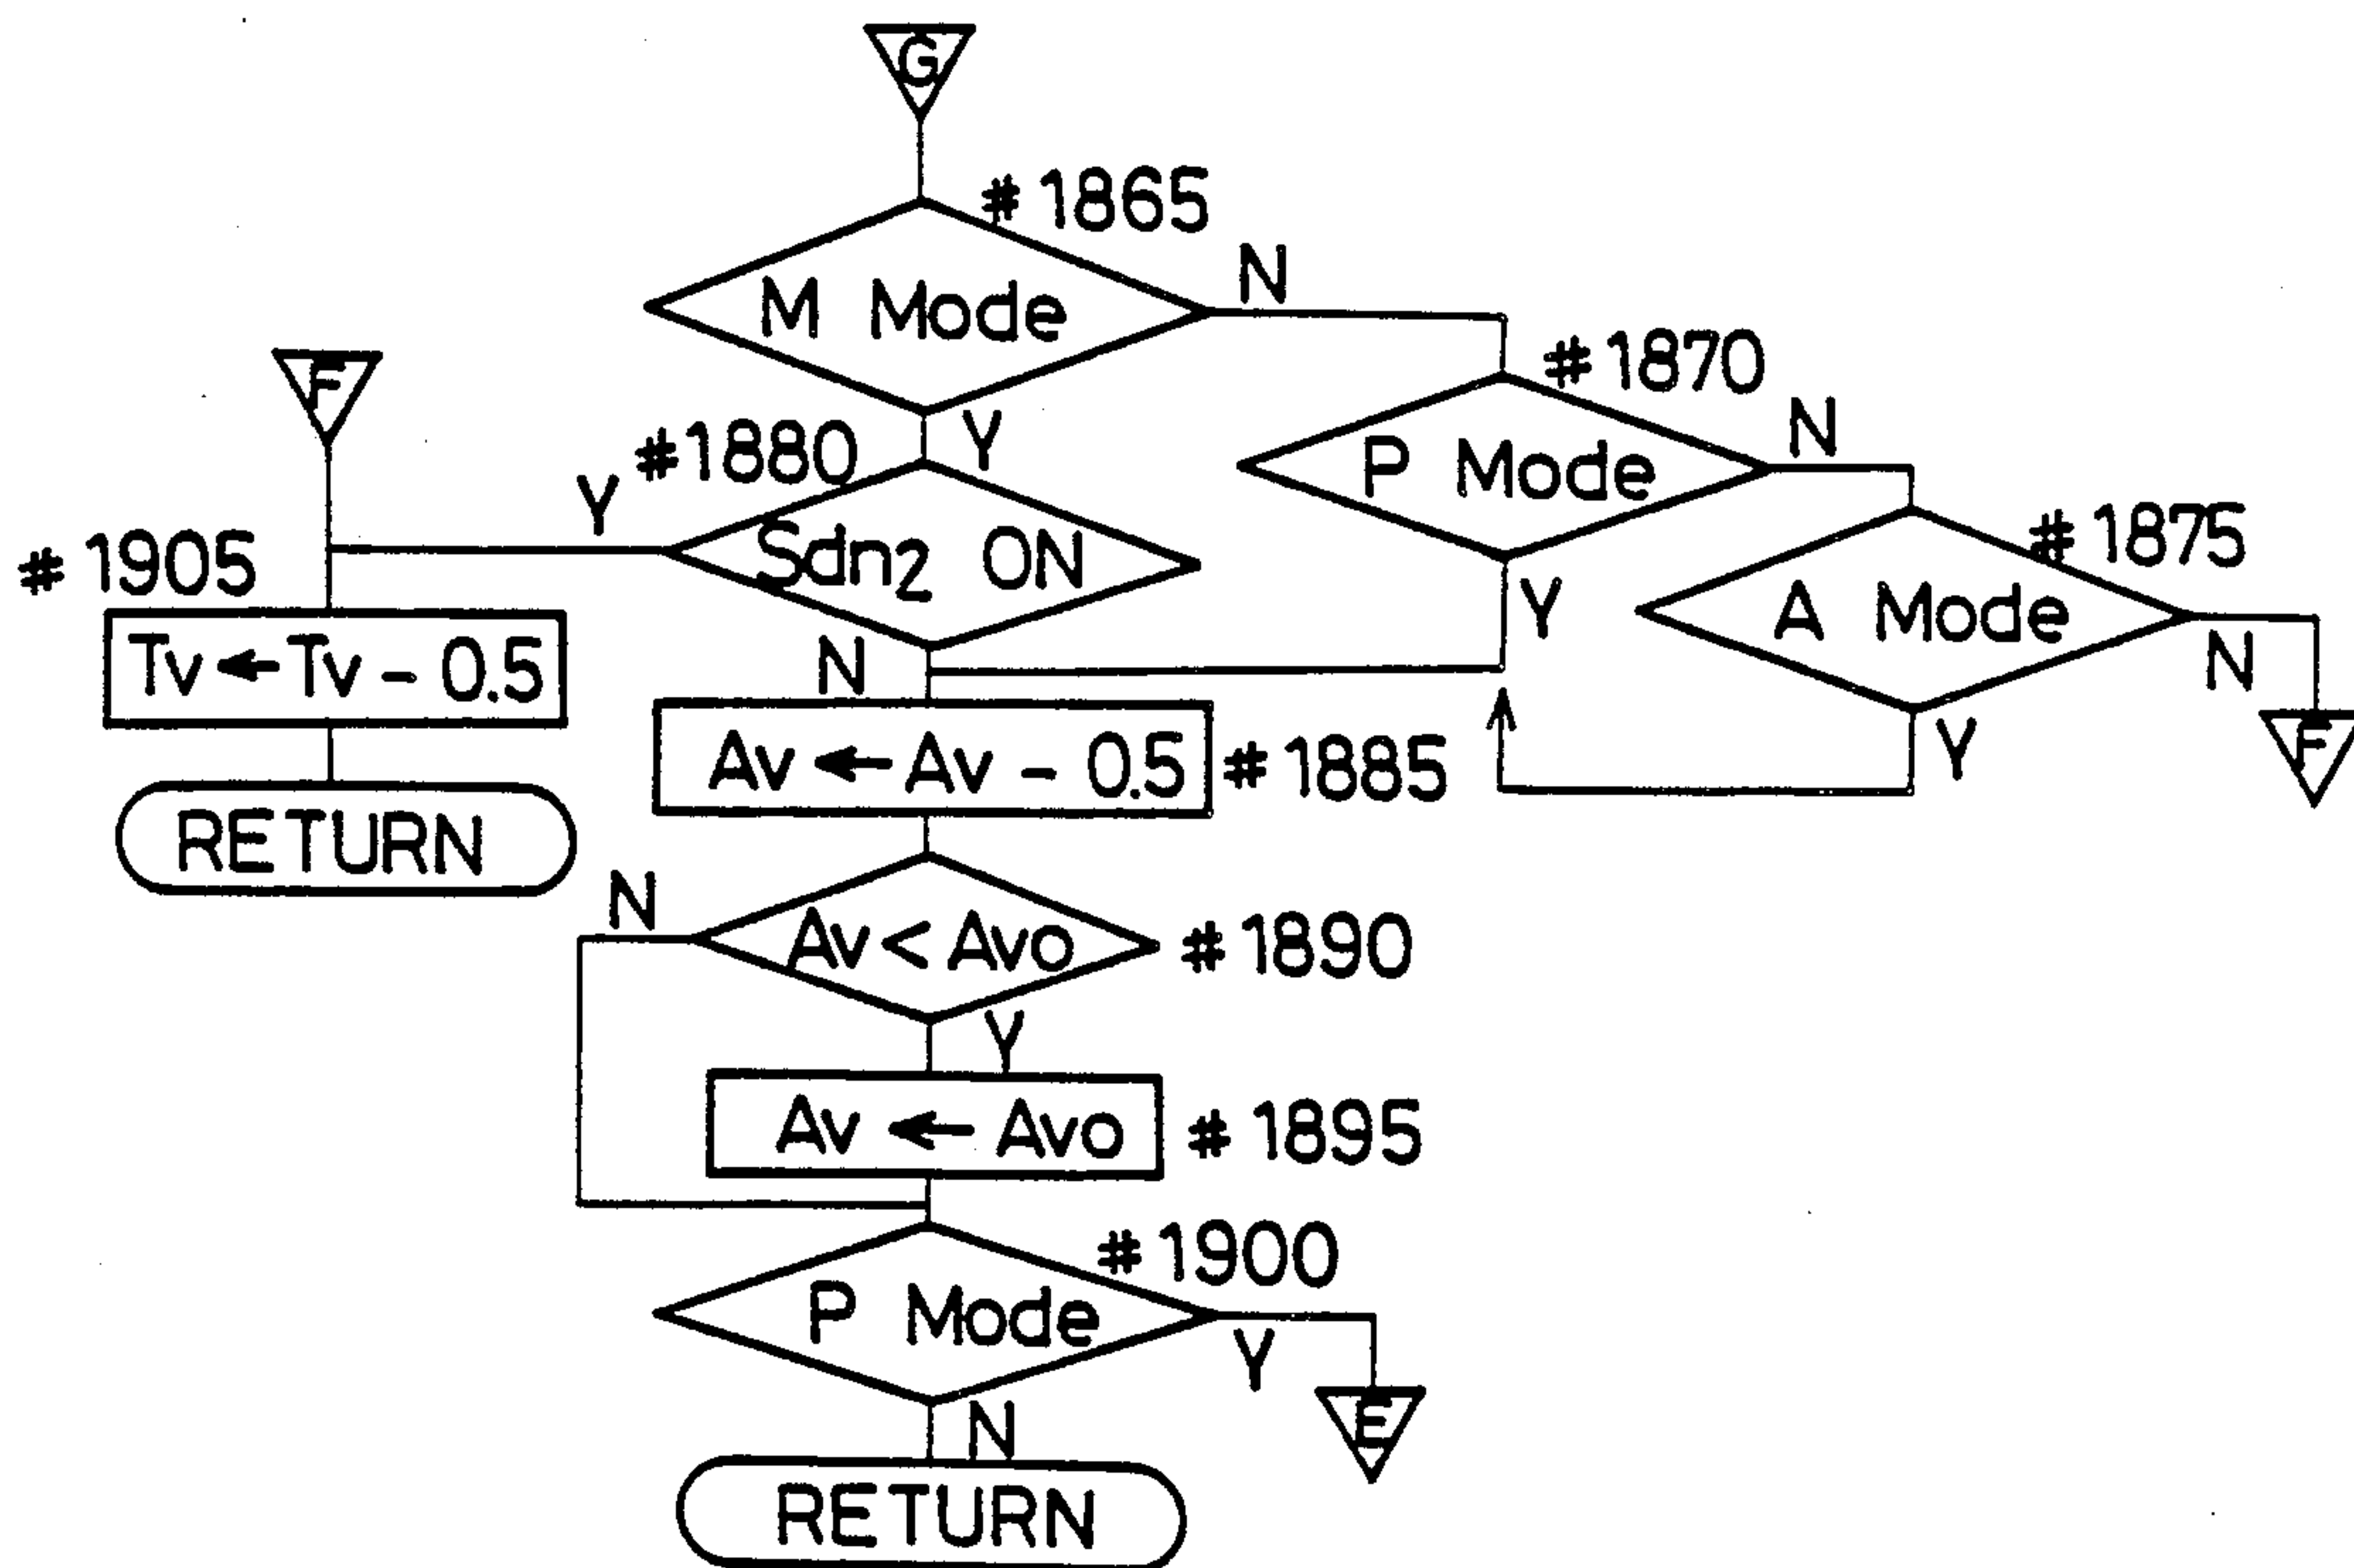 G
#1865
M Mode
N
Y
F
#1870
P Mode
N
Y
#1880
Sdn2 ON
Y
N
#1875
A Mode
N
Y
F
#1905
Tv ← Tv - 0.5
RETURN
Av ← Av - 0.5 #1885
N
Av < Avo #1890
Y
Av ← Avo #1895
#1900
P Mode
Y
E
N
RETURN